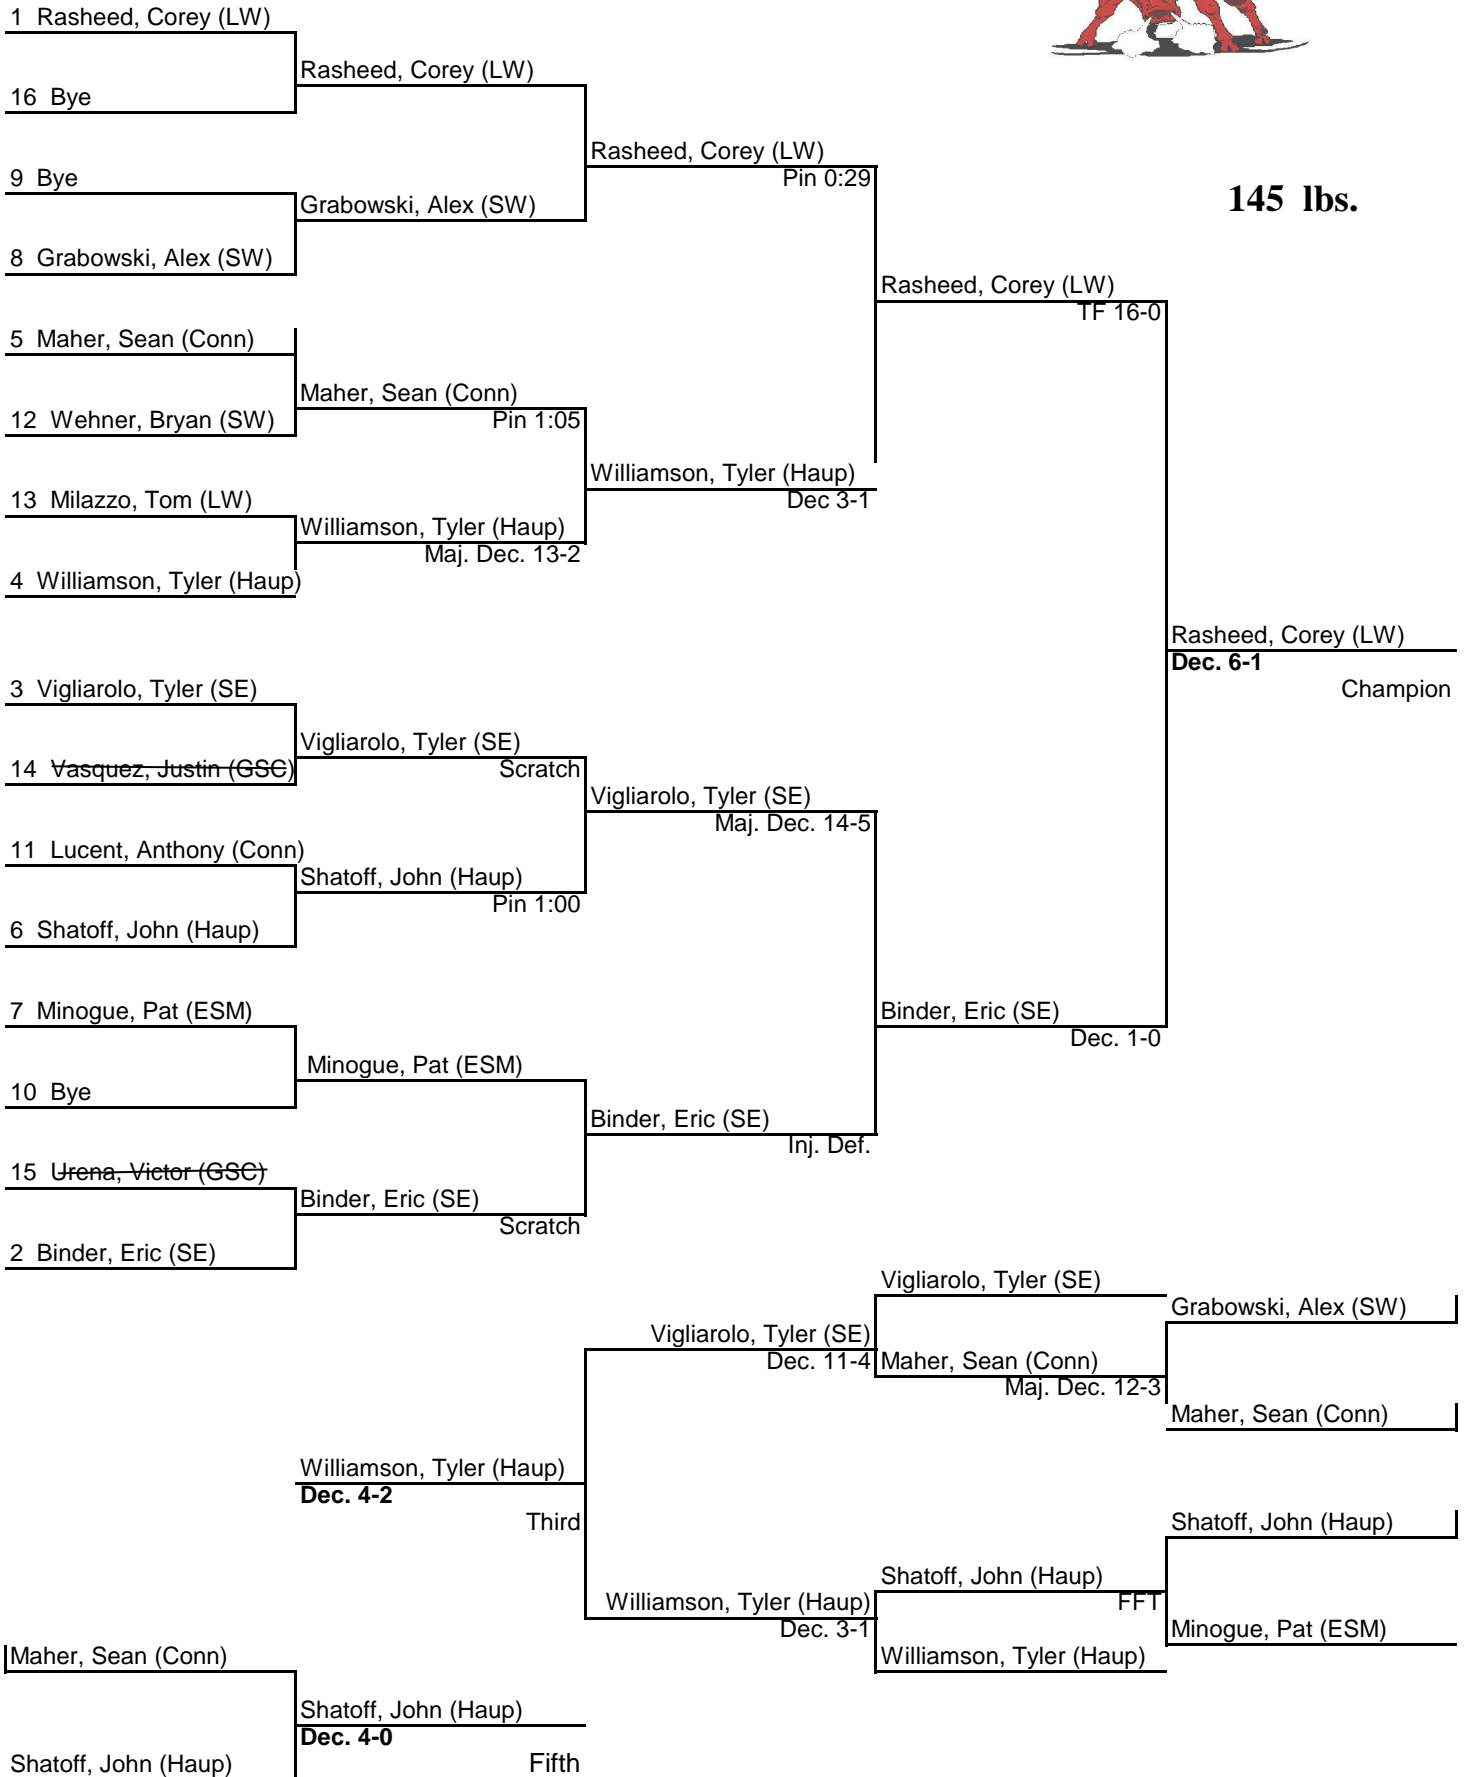 1 Rasheed, Corey (LW)
Rasheed, Corey (LW)
16 Bye
Rasheed, Corey (LW)
Pin 0:29
9 Bye
Grabowski, Alex (SW)
145 lbs.
8 Grabowski, Alex (SW)
Rasheed, Corey (LW)
TF 16-0
5 Maher, Sean (Conn)
Maher, Sean (Conn)
Pin 1:05
12 Wehner, Bryan (SW)
Williamson, Tyler (Haup)
Dec 3-1
13 Milazzo, Tom (LW)
Williamson, Tyler (Haup)
Maj. Dec. 13-2
4 Williamson, Tyler (Haup)
Rasheed, Corey (LW)
Dec. 6-1
Champion
3 Vigliarolo, Tyler (SE)
Vigliarolo, Tyler (SE)
Scratch
14 Vasquez, Justin (GSC)
Vigliarolo, Tyler (SE)
Maj. Dec. 14-5
11 Lucent, Anthony (Conn)
Shatoff, John (Haup)
Pin 1:00
6 Shatoff, John (Haup)
7 Minogue, Pat (ESM)
Binder, Eric (SE)
Dec. 1-0
Minogue, Pat (ESM)
10 Bye
Binder, Eric (SE)
Inj. Def.
15 Urena, Victor (GSC)
Binder, Eric (SE)
Scratch
2 Binder, Eric (SE)
Vigliarolo, Tyler (SE)
Grabowski, Alex (SW)
Vigliarolo, Tyler (SE)
Dec. 11-4
Maher, Sean (Conn)
Maj. Dec. 12-3
Maher, Sean (Conn)
Williamson, Tyler (Haup)
Dec. 4-2
Third
Shatoff, John (Haup)
Shatoff, John (Haup)
FFT
Williamson, Tyler (Haup)
Dec. 3-1
Minogue, Pat (ESM)
Williamson, Tyler (Haup)
Maher, Sean (Conn)
Shatoff, John (Haup)
Dec. 4-0
Fifth
Shatoff, John (Haup)